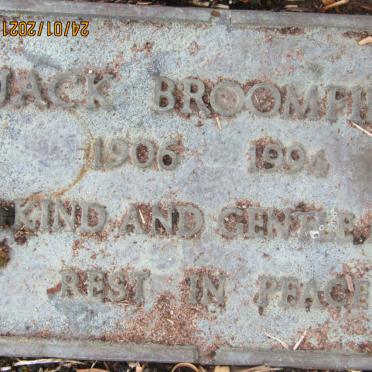 24/01/2021
JACK BROOMFI
1906 1994
KIND AND GENTLE
REST IN PEACE